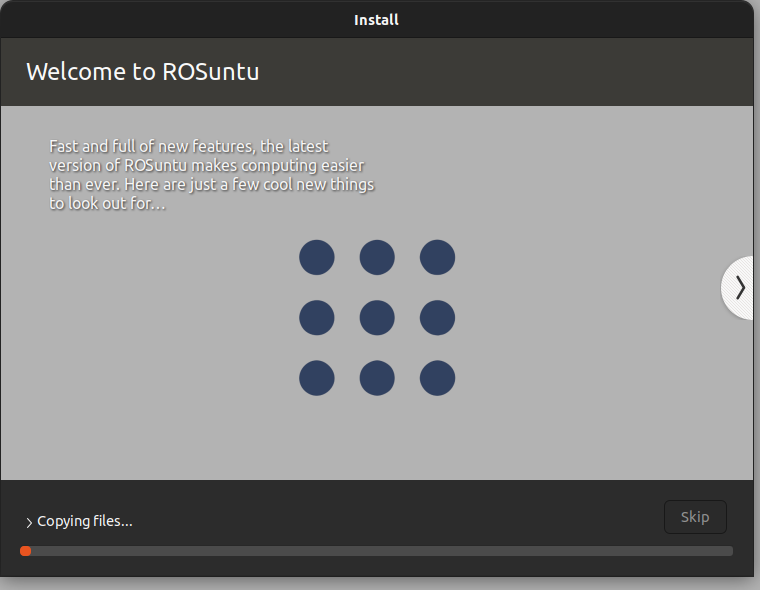 Install
Welcome to ROSuntu
Fast and full of new features, the latest
version of ROSuntu makes computing easier
than ever. Here are just a few cool new things
to look out for…
Copying files...
Skip